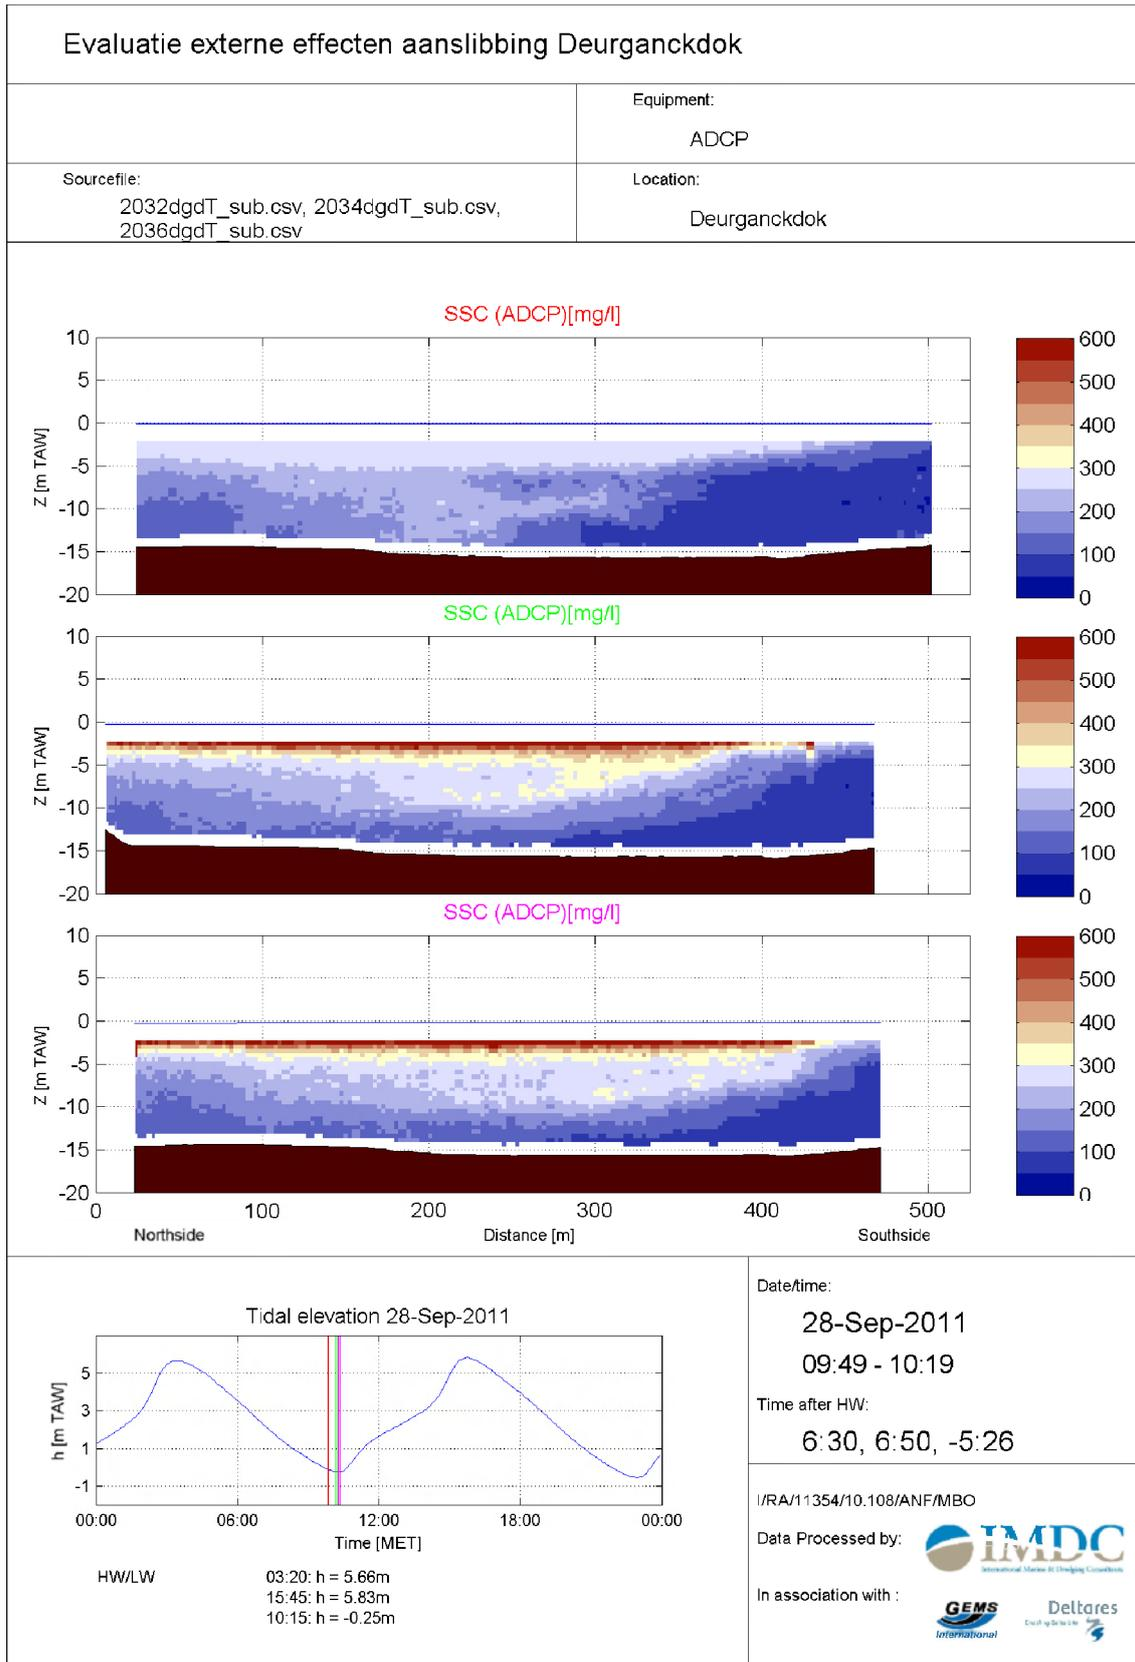 Evaluatie externe effecten aanslibbing Deurganckdok
Equipment:
ADCP
Sourcefile:
2032dgdT_sub.csv, 2034dgdT_sub.csv,
2036dgdT_sub.csv
Location:
Deurganckdok
SSC (ADCP)[mg/l]
10
5
0
-5
-10
-15
-20
Z [m TAW]
600
500
400
300
200
100
0
SSC (ADCP)[mg/l]
10
5
0
-5
-10
-15
-20
Z [m TAW]
600
500
400
300
200
100
0
SSC (ADCP)[mg/l]
10
5
0
-5
-10
-15
-20
Z [m TAW]
600
500
400
300
200
100
0
0 100 200 300 400 500
Northside Distance [m] Southside
Tidal elevation 28-Sep-2011
5
3
1
-1
h [m TAW]
00:00 06:00 12:00 18:00 00:00
Time [MET]
HW/LW
03:20: h = 5.66m
15:45: h = 5.83m
10:15: h = -0.25m
Date/time:
28-Sep-2011
09:49 - 10:19
Time after HW:
6:30, 6:50, -5:26
I/RA/11354/10.108/ANF/MBO
Data Processed by:
IMDC
International Marine & Dredging Consultants
In association with :
GEMS
International
Deltares